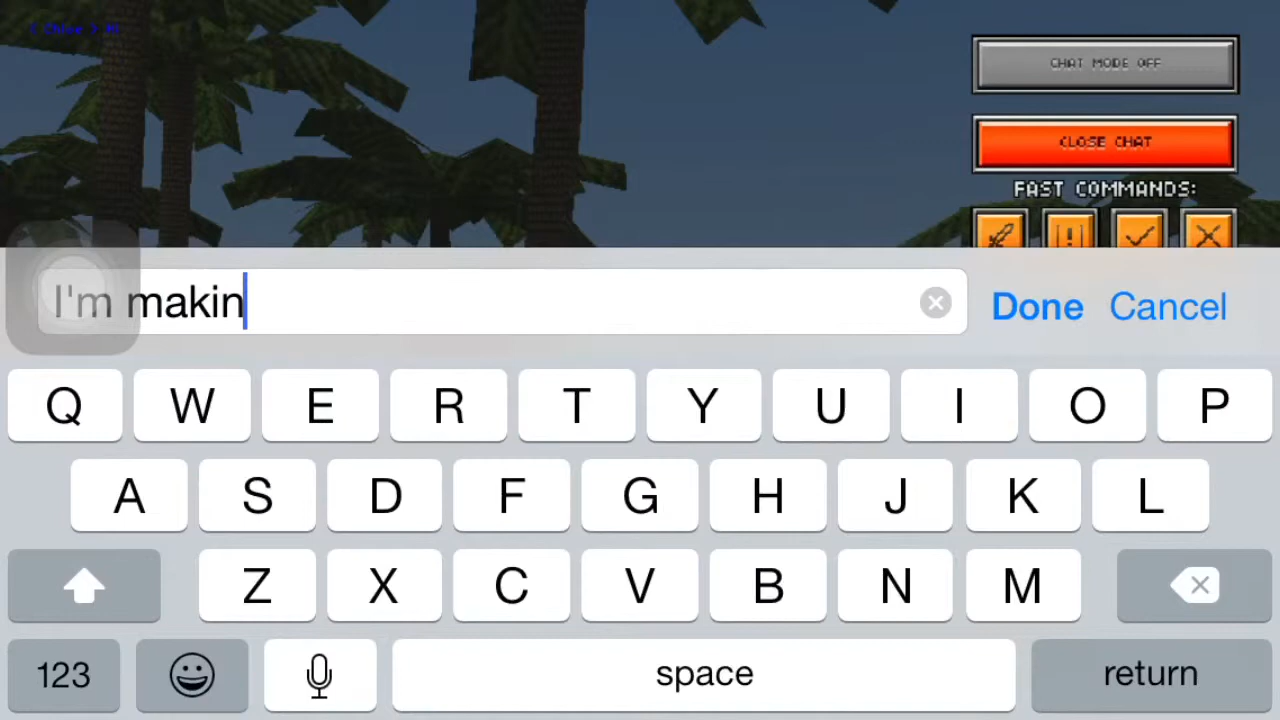 CHAT MODE OFF
CLOSE CHAT
FAST COMMANDS:
I'm makin
Done Cancel
Q W E R T Y U I O P
A S D F G H J K L
Z X C V B N M
123 space return